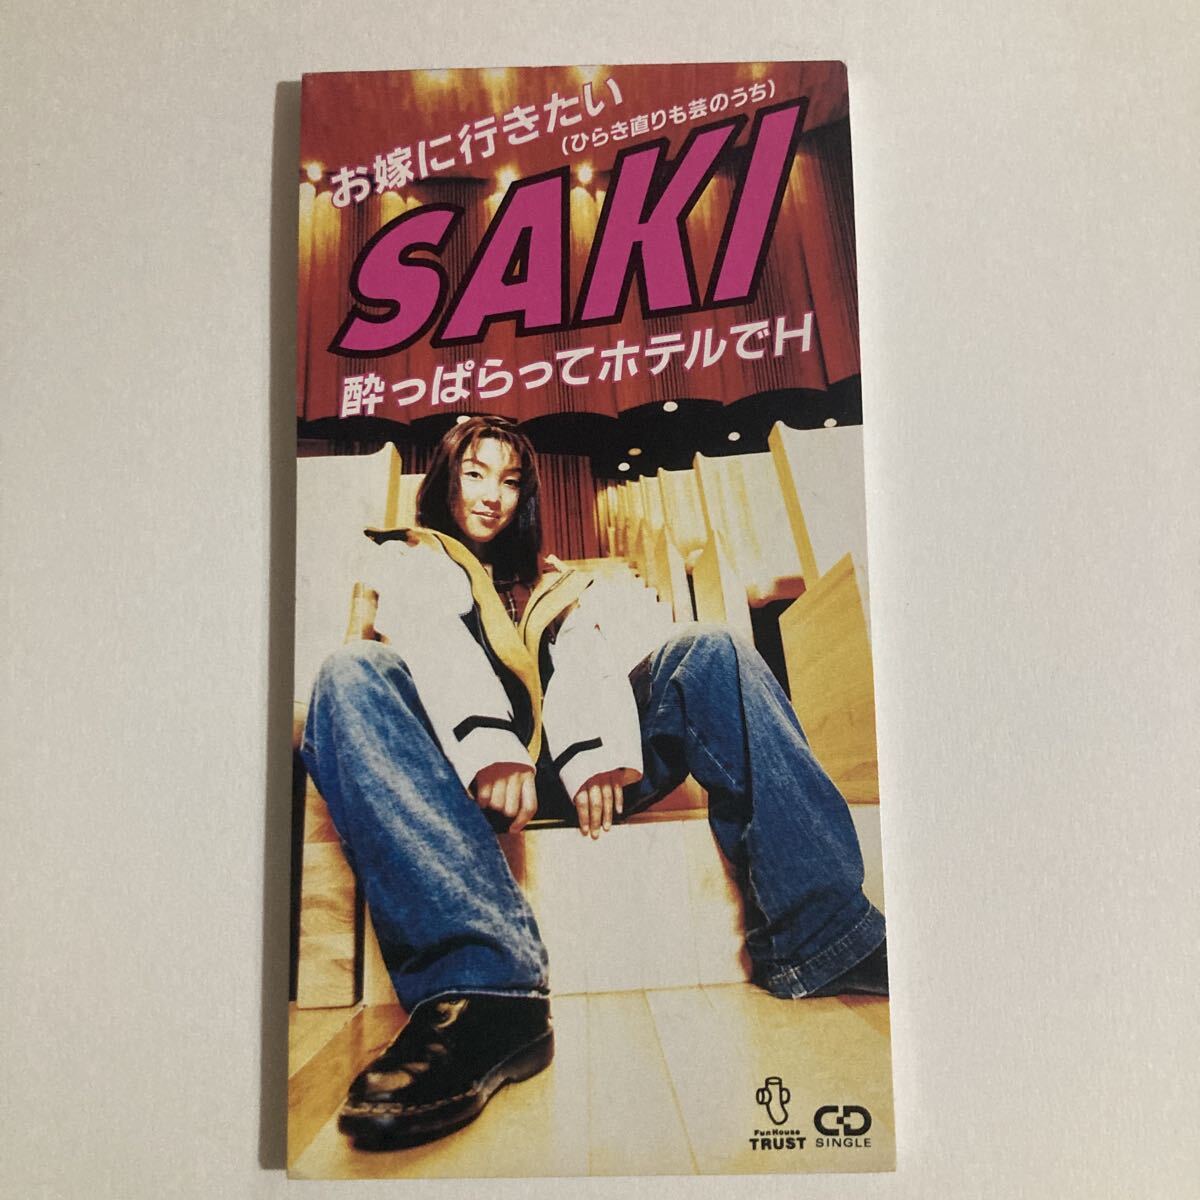 お嫁に行きたい
(ひらき直りも芸のうち)
SAKI
酔っぱらってホテルでH
FunHouse
TRUST
CD
SINGLE